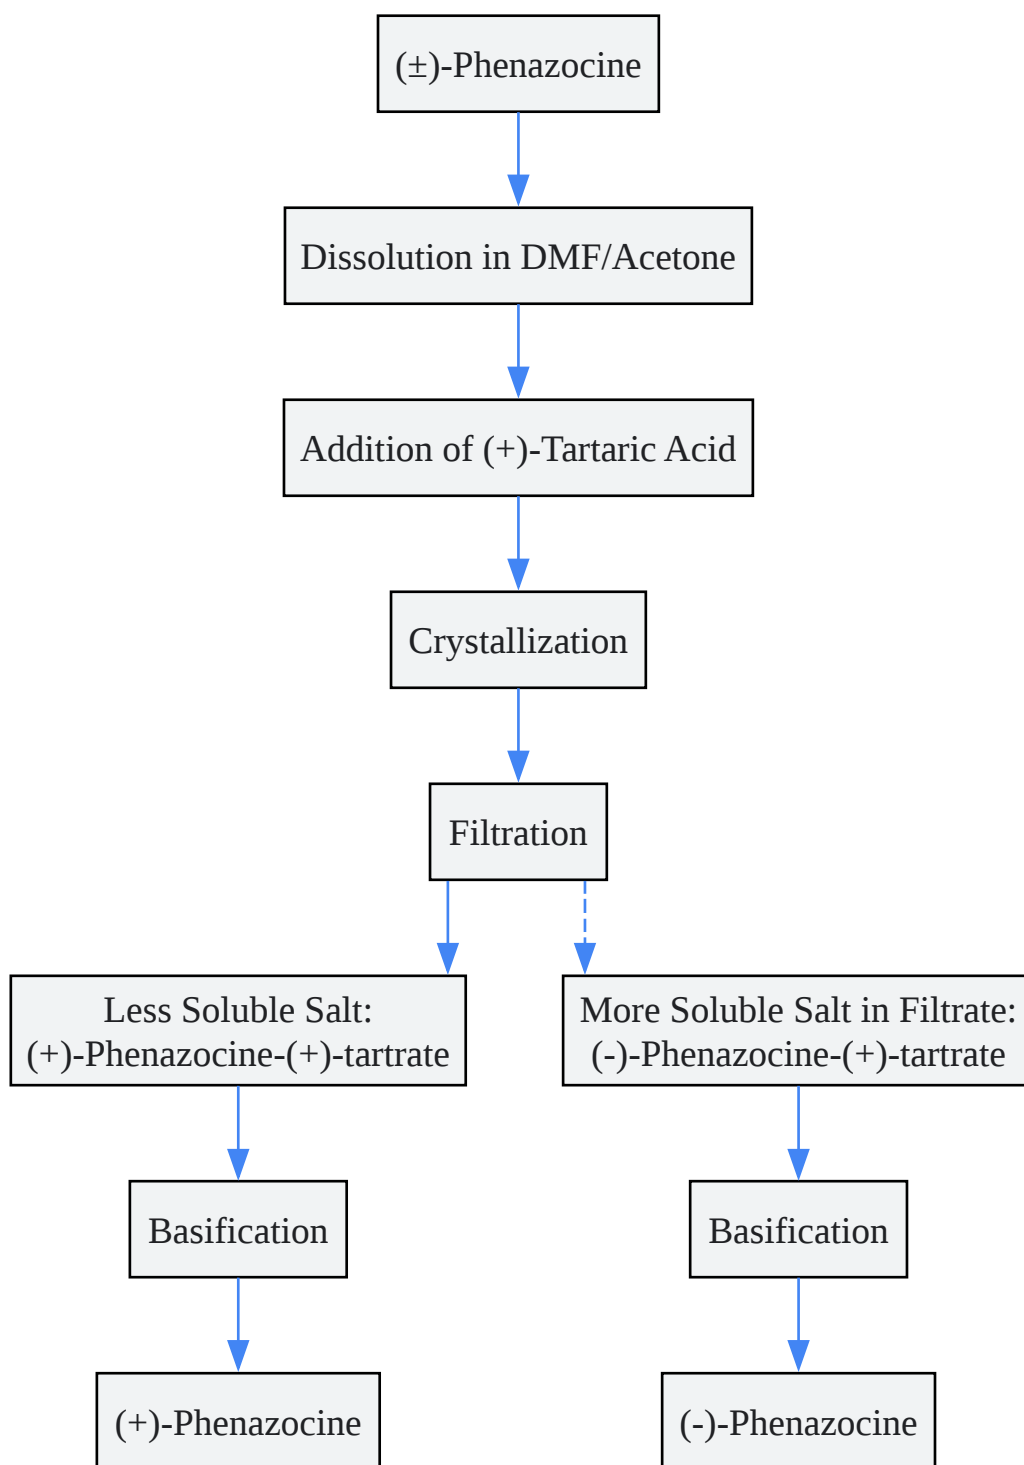 (±)-Phenazocine
Dissolution in DMF/Acetone
Addition of (+)-Tartaric Acid
Crystallization
Filtration
Less Soluble Salt:
(+)-Phenazocine-(+)-tartrate
More Soluble Salt in Filtrate:
(-)-Phenazocine-(+)-tartrate
Basification
Basification
(+)-Phenazocine
(-)-Phenazocine